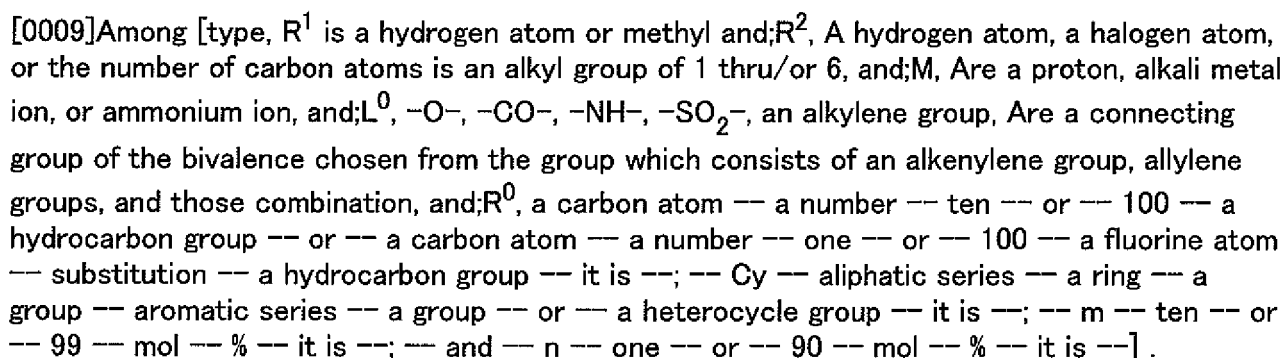 [0009]Among [type, R¹ is a hydrogen atom or methyl and;R², A hydrogen atom, a halogen atom,
or the number of carbon atoms is an alkyl group of 1 thru/or 6, and;M, Are a proton, alkali metal
ion, or ammonium ion, and;L⁰, -O-, -CO-, -NH-, -SO₂-, an alkylene group, Are a connecting
group of the bivalence chosen from the group which consists of an alkenylene group, allylene
groups, and those combination, and;R⁰, a carbon atom -- a number -- ten -- or -- 100 -- a
hydrocarbon group -- or -- a carbon atom -- a number -- one -- or -- 100 -- a fluorine atom
-- substitution -- a hydrocarbon group -- it is --; -- Cy -- aliphatic series -- a ring -- a
group -- aromatic series -- a group -- or -- a heterocycle group -- it is --; -- m -- ten -- or
-- 99 -- mol -- % -- it is --; -- and -- n -- one -- or -- 90 -- mol -- % -- it is --] .